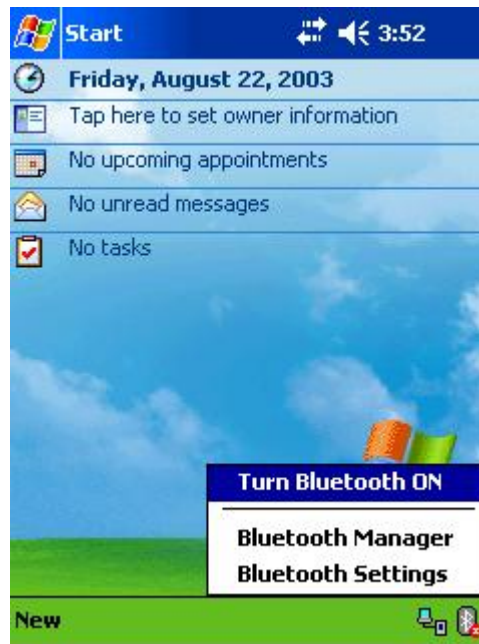 Start 3:52
Friday, August 22, 2003
Tap here to set owner information
No upcoming appointments
No unread messages
No tasks
Turn Bluetooth ON
Bluetooth Manager
Bluetooth Settings
New